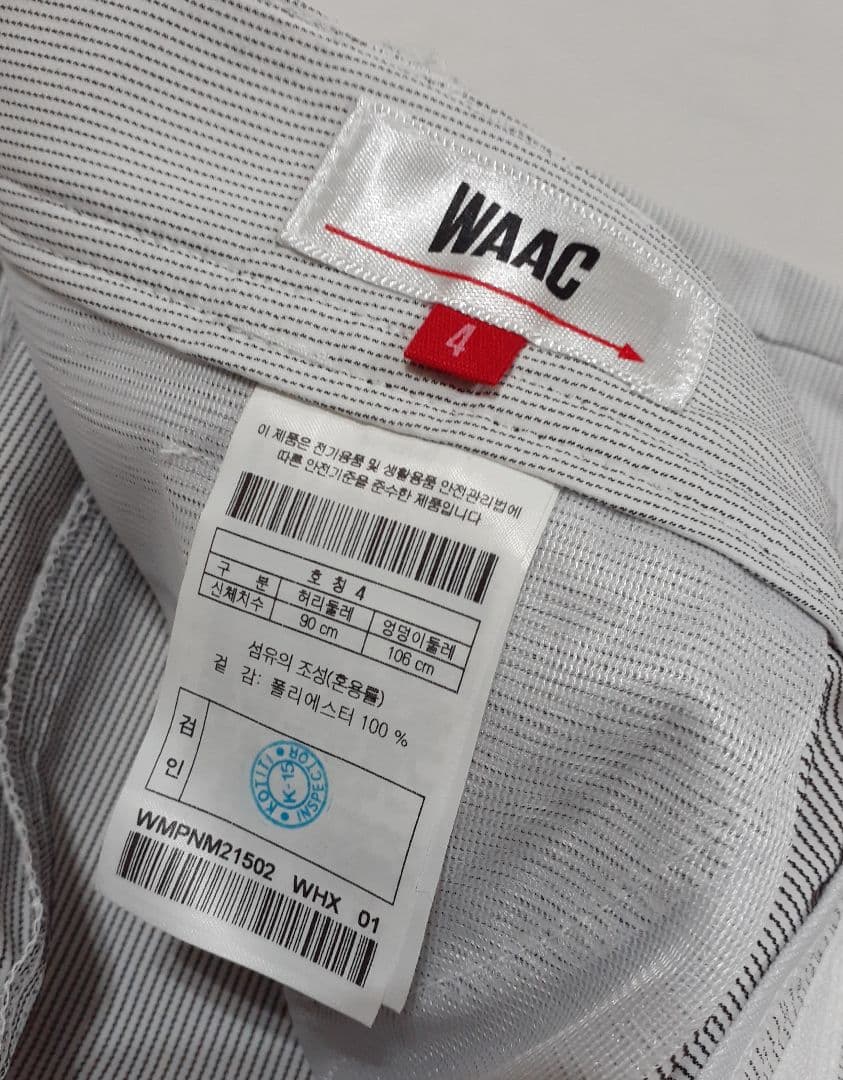 WAAC
4
이 제품은 전기용품 및 생활용품 안전관리법에
따른 안전기준을 준수한 제품입니다
구 분 호 칭 4
신체치수 허리둘레 엉덩이둘레
90 cm 106 cm
섬유의 조성(혼용률)
겉 감: 폴리에스터 100 %
검
인
KOTITI INSPECTOR
K-15
WMPNM21502 WHX 01